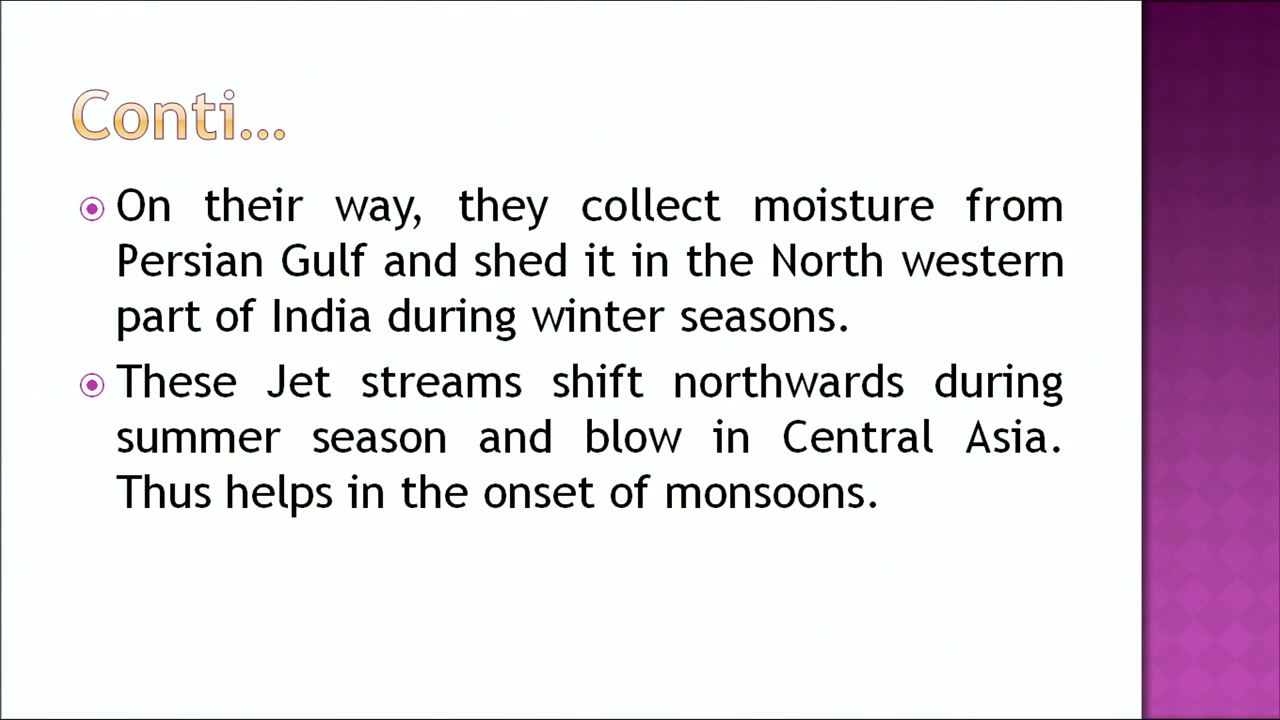 Conti...
On their way, they collect moisture from
Persian Gulf and shed it in the North western
part of India during winter seasons.
These Jet streams shift northwards during
summer season and blow in Central Asia.
Thus helps in the onset of monsoons.